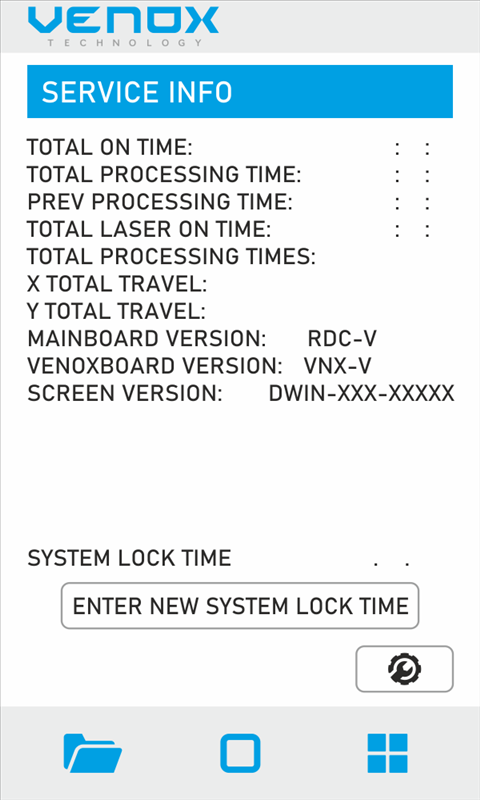 VENOX
TECHNOLOGY
SERVICE INFO
TOTAL ON TIME: : :
TOTAL PROCESSING TIME: : :
PREV PROCESSING TIME: : :
TOTAL LASER ON TIME: : :
TOTAL PROCESSING TIMES:
X TOTAL TRAVEL:
Y TOTAL TRAVEL:
MAINBOARD VERSION: RDC-V
VENOXBOARD VERSION: VNX-V
SCREEN VERSION: DWIN-XXX-XXXXX
SYSTEM LOCK TIME . .
ENTER NEW SYSTEM LOCK TIME